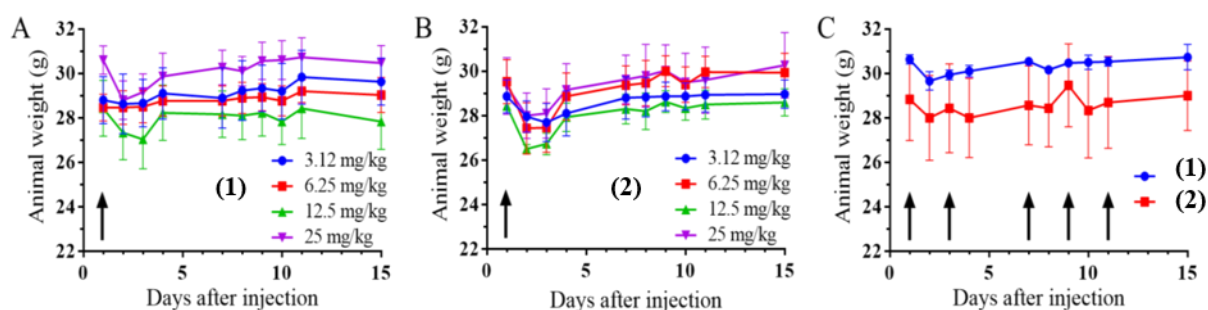 A
Animal weight (g)
32
30
28
26
24
22
0
5
10
15
Days after injection
(1)
3.12 mg/kg
6.25 mg/kg
12.5 mg/kg
25 mg/kg
B
Animal weight (g)
32
30
28
26
24
22
0
5
10
15
Days after injection
(2)
3.12 mg/kg
6.25 mg/kg
12.5 mg/kg
25 mg/kg
C
Animal weight (g)
32
30
28
26
24
22
0
5
10
15
Days after injection
(1)
(2)